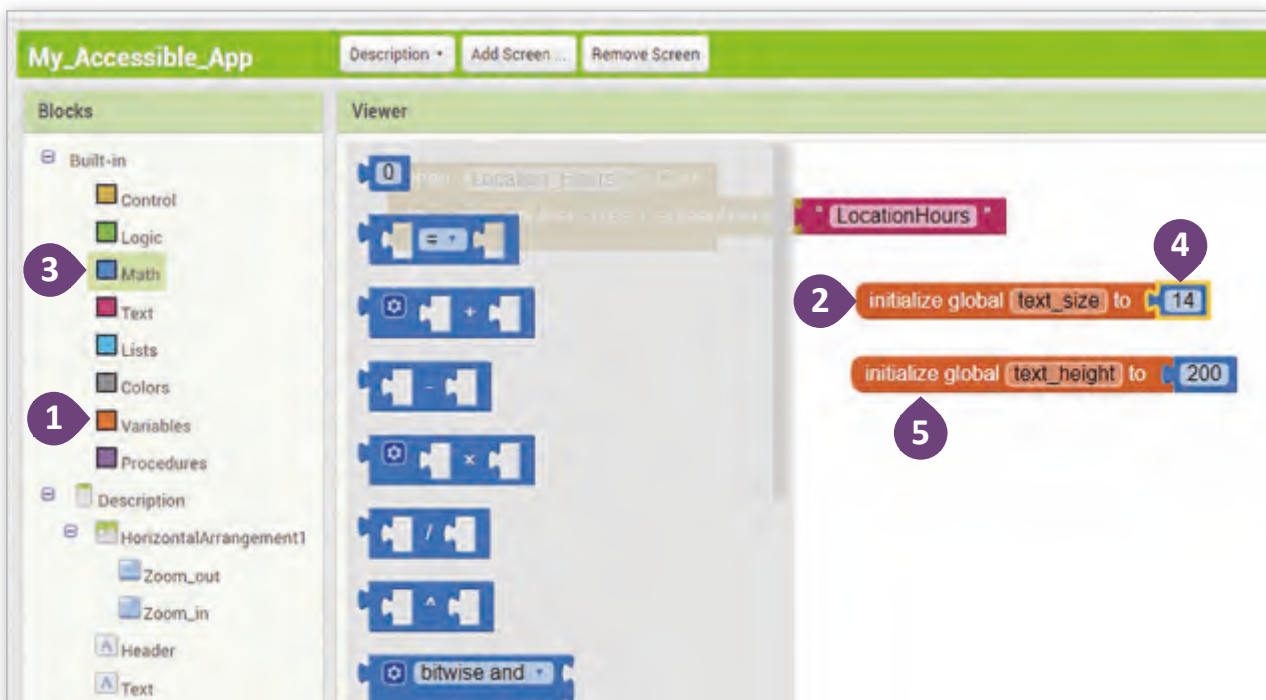 My_Accessible_App Description Add Screen ... Remove Screen
Blocks
Viewer
Built-in
Control
Logic
3 Math
Text
Lists
Colors
1 Variables
Procedures
Description
HorizontalArrangement1
Zoom_out
Zoom_in
Header
Text
0
=
+
-
×
/
^
bitwise and
" LocationHours "
4
2 initialize global text_size to 14
initialize global text_height to 200
5